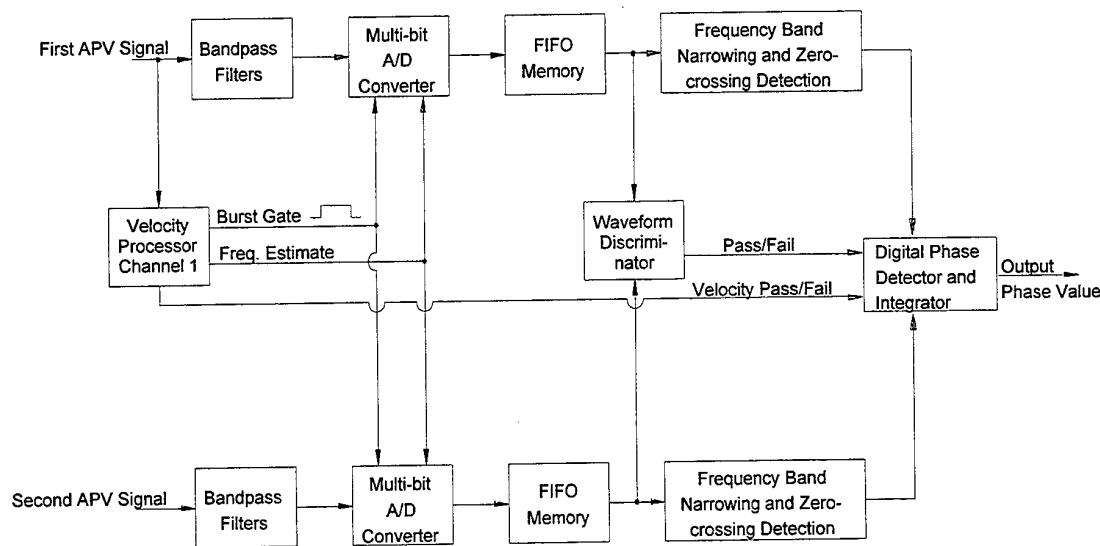 First APV Signal
Bandpass
Filters
Multi-bit
A/D
Converter
FIFO
Memory
Frequency Band
Narrowing and Zero-
crossing Detection
Velocity
Processor
Channel 1
Burst Gate
Freq. Estimate
Waveform
Discrimi-
nator
Pass/Fail
Velocity Pass/Fail
Digital Phase
Detector and
Integrator
Output
Phase Value
Second APV Signal
Bandpass
Filters
Multi-bit
A/D
Converter
FIFO
Memory
Frequency Band
Narrowing and Zero-
crossing Detection